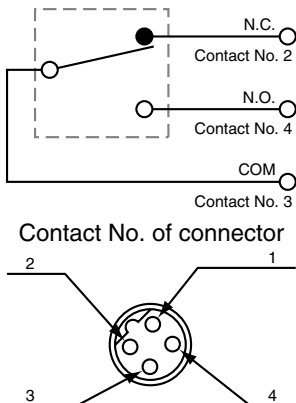 N.C.
Contact No. 2
N.O.
Contact No. 4
COM
Contact No. 3
Contact No. of connector
2 1
3 4